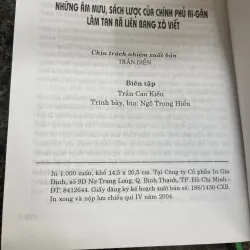 NHỮNG ÂM MƯU, SÁCH LƯỢC CỦA CHÍNH PHỦ RI-GÂN
LÀM TAN RÃ LIÊN BANG XÔ VIẾT
Chịu trách nhiệm xuất bản
TRẦN DIỄN
Biên tập
Trần Cao Kiên
Trình bày, bìa: Ngô Trọng Hiển
In 1.000 cuốn, khổ 14,5 x 20,5 cm. Tại Công ty Cổ phần In Gia
Định, số 9D Nơ Trang Long, Q. Bình Thạnh, TP. Hồ Chí Minh -
ĐT: 8412644. Giấy đăng ký kế hoạch xuất bản số: 186/1430-CXB.
In xong và nộp lưu chiểu quí IV năm 2004.